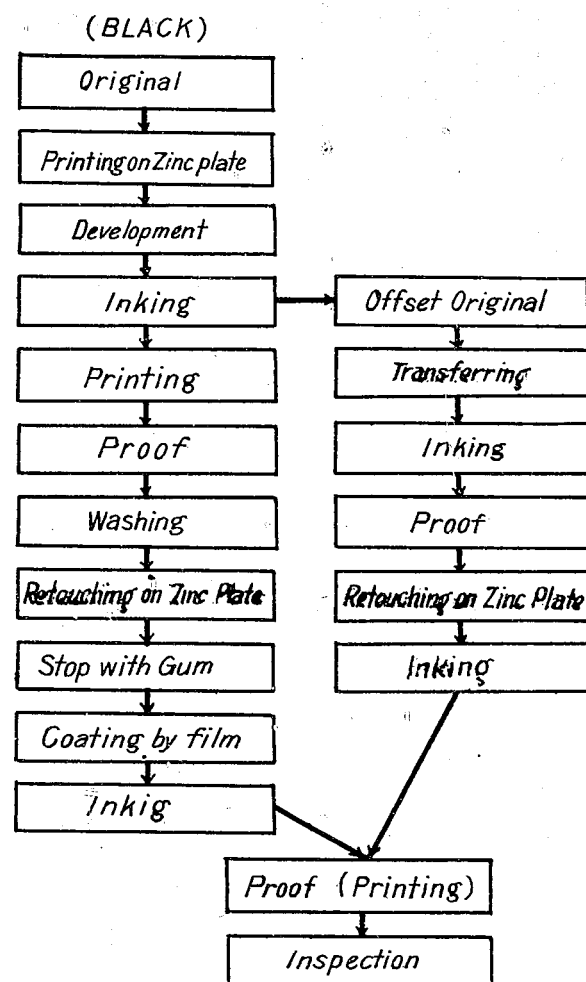 (BLACK)
Original
Printing on Zinc plate
Development
Inking
Printing
Proof
Washing
Retouching on Zinc Plate
Stop with Gum
Coating by film
Inkig
Offset Original
Transferring
Inking
Proof
Retouching on Zinc Plate
Inking
Proof (Printing)
Inspection